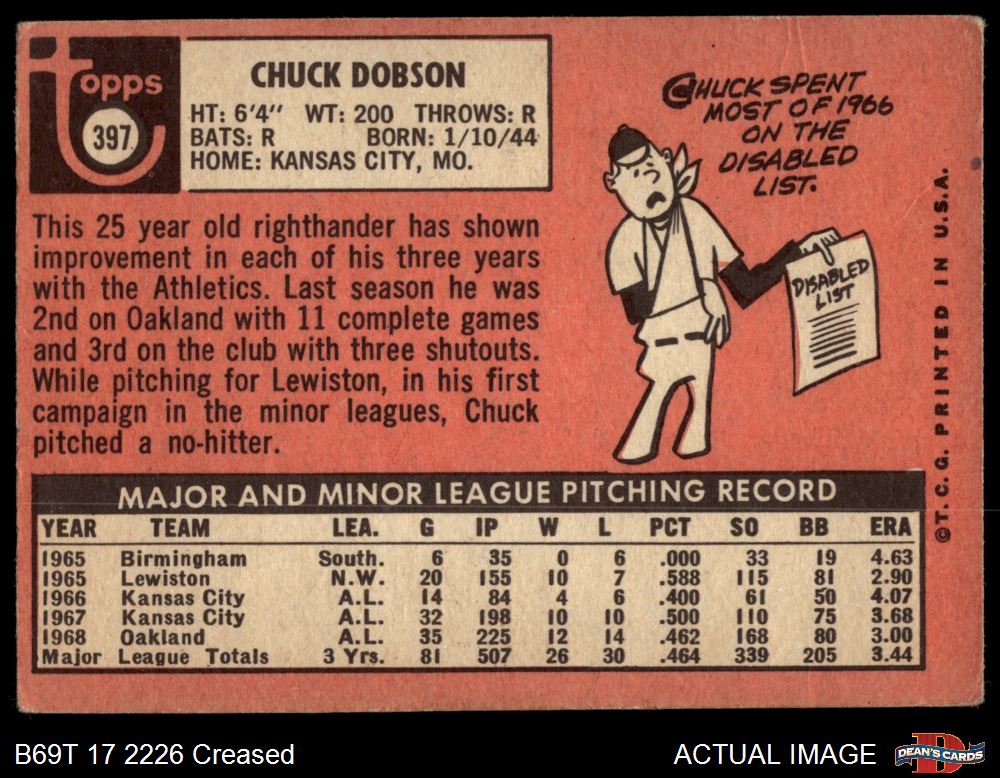 topps
397
CHUCK DOBSON
HT: 6'4" WT: 200 THROWS: R
BATS: R BORN: 1/10/44
HOME: KANSAS CITY, MO.
This 25 year old righthander has shown
improvement in each of his three years
with the Athletics. Last season he was
2nd on Oakland with 11 complete games
and 3rd on the club with three shutouts.
While pitching for Lewiston, in his first
campaign in the minor leagues, Chuck
pitched a no-hitter.
CHUCK SPENT
MOST OF 1966
ON THE
DISABLED
LIST.
DISABLED
LIST
©T.C.G. PRINTED IN U.S.A.
MAJOR AND MINOR LEAGUE PITCHING RECORD
YEAR TEAM LEA. G IP W L PCT SO BB ERA
1965 Birmingham South. 6 35 0 6 .000 33 19 4.63
1965 Lewiston N.W. 20 155 10 7 .588 115 81 2.90
1966 Kansas City A.L. 14 84 4 6 .400 61 50 4.07
1967 Kansas City A.L. 32 198 10 10 .500 110 75 3.68
1968 Oakland A.L. 35 225 12 14 .462 168 80 3.00
Major League Totals 3 Yrs. 81 507 26 30 .464 339 205 3.44
B69T 17 2226 Creased
ACTUAL IMAGE
DEAN'S CARDS